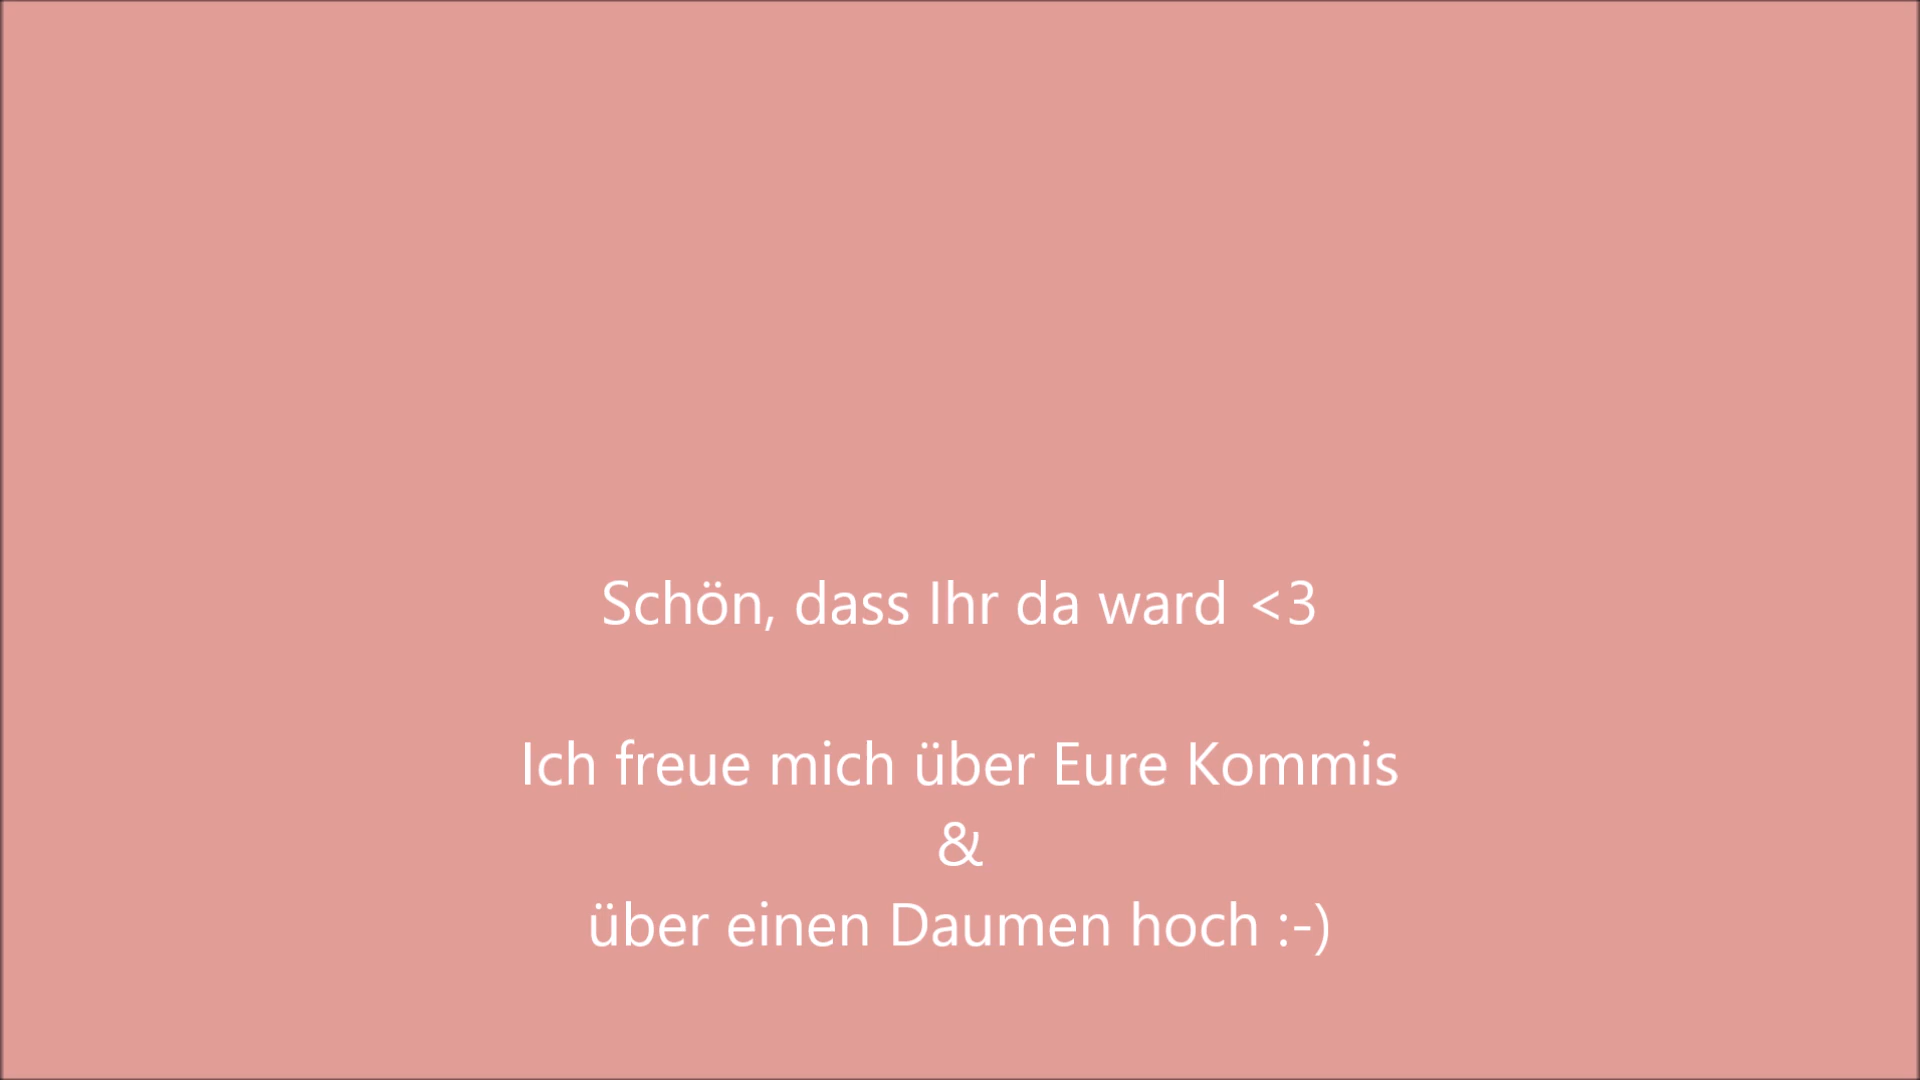 Schön, dass Ihr da ward <3
Ich freue mich über Eure Kommis
&
über einen Daumen hoch :-)